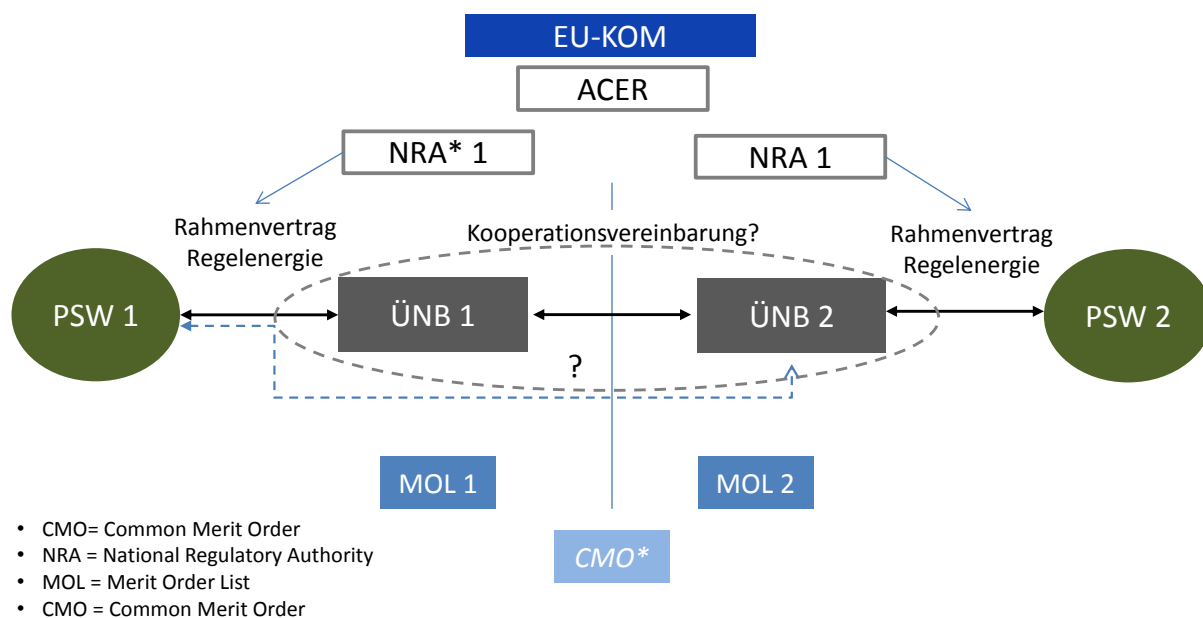 EU-KOM
ACER
NRA* 1
NRA 1
Rahmenvertrag
Regelenergie
Kooperationsvereinbarung?
Rahmenvertrag
Regelenergie
PSW 1
ÜNB 1
ÜNB 2
PSW 2
?
MOL 1
MOL 2
CMO*
• CMO= Common Merit Order
• NRA = National Regulatory Authority
• MOL = Merit Order List
• CMO = Common Merit Order